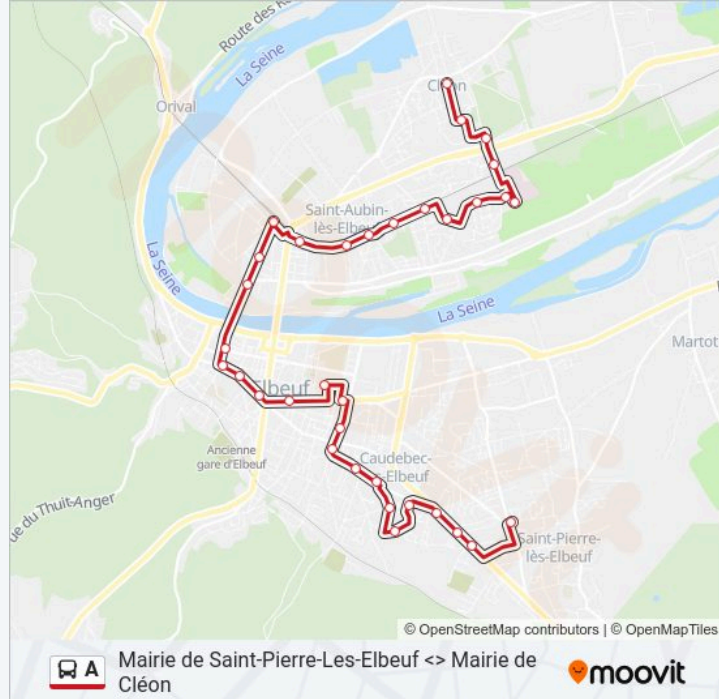 Route des R
La Seine
Orival
Cléon
Saint-Aubin-
lès-Elbeuf
La Seine
La Seine
Martot
Elbeuf
Ancienne
gare d'Elbeuf
Caudebec-
lès-Elbeuf
ue du Thuit-Anger
Saint-Pierre-
lès-Elbeuf
© OpenStreetMap contributors | © OpenMapTiles
A
Mairie de Saint-Pierre-Les-Elbeuf <> Mairie de
Cléon
moovit